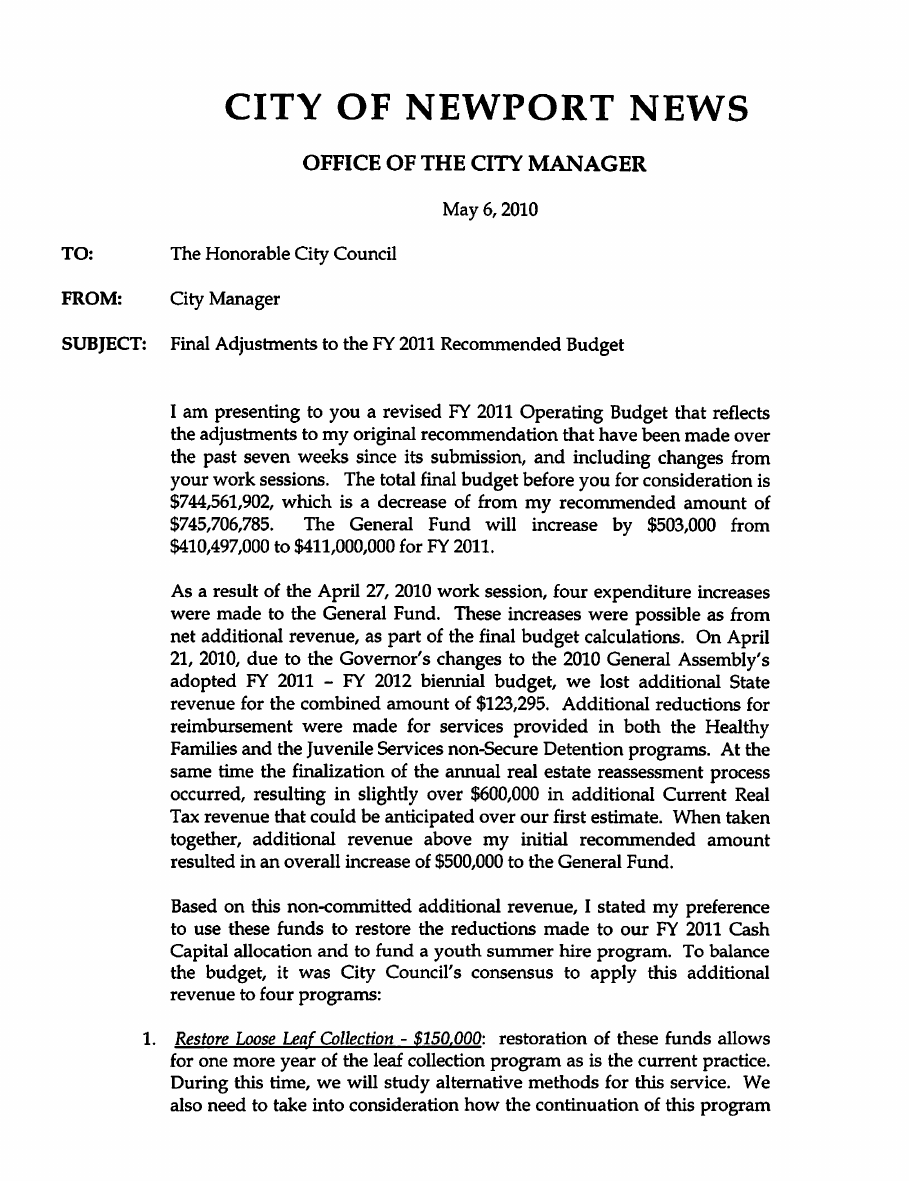 CITY OF NEWPORT NEWS
OFFICE OF THE CITY MANAGER
May 6, 2010
TO: The Honorable City Council
FROM: City Manager
SUBJECT: Final Adjustments to the FY 2011 Recommended Budget
I am presenting to you a revised FY 2011 Operating Budget that reflects
the adjustments to my original recommendation that have been made over
the past seven weeks since its submission, and including changes from
your work sessions. The total final budget before you for consideration is
$744,561,902, which is a decrease of from my recommended amount of
$745,706,785. The General Fund will increase by $503,000 from
$410,497,000 to $411,000,000 for FY 2011.
As a result of the April 27, 2010 work session, four expenditure increases
were made to the General Fund. These increases were possible as from
net additional revenue, as part of the final budget calculations. On April
21, 2010, due to the Governor's changes to the 2010 General Assembly's
adopted FY 2011 – FY 2012 biennial budget, we lost additional State
revenue for the combined amount of $123,295. Additional reductions for
reimbursement were made for services provided in both the Healthy
Families and the Juvenile Services non-Secure Detention programs. At the
same time the finalization of the annual real estate reassessment process
occurred, resulting in slightly over $600,000 in additional Current Real
Tax revenue that could be anticipated over our first estimate. When taken
together, additional revenue above my initial recommended amount
resulted in an overall increase of $500,000 to the General Fund.
Based on this non-committed additional revenue, I stated my preference
to use these funds to restore the reductions made to our FY 2011 Cash
Capital allocation and to fund a youth summer hire program. To balance
the budget, it was City Council's consensus to apply this additional
revenue to four programs:
1. Restore Loose Leaf Collection - $150,000: restoration of these funds allows
for one more year of the leaf collection program as is the current practice.
During this time, we will study alternative methods for this service. We
also need to take into consideration how the continuation of this program